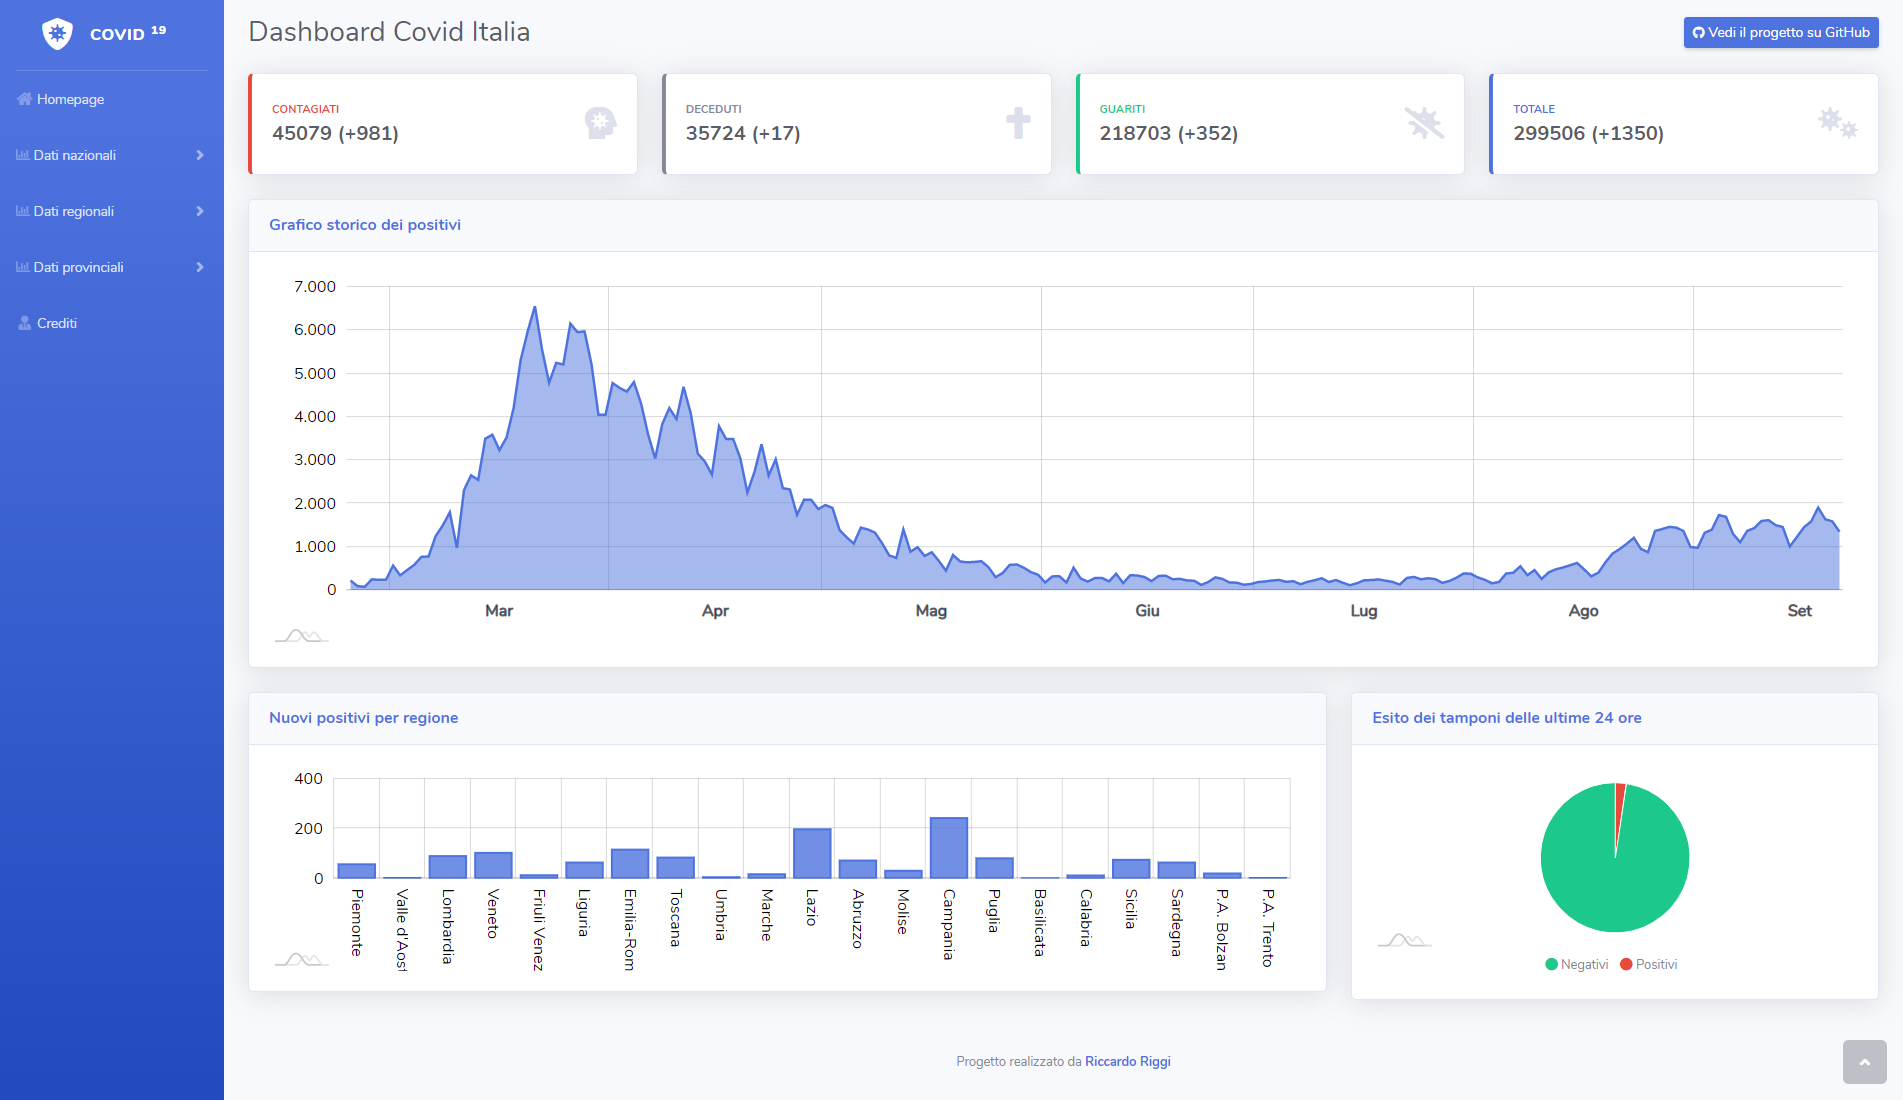 COVID 19
Homepage
Dati nazionali
Dati regionali
Dati provinciali
Crediti
Dashboard Covid Italia
Vedi il progetto su GitHub
CONTAGIATI
45079 (+981)
DECEDUTI
35724 (+17)
GUARITI
218703 (+352)
TOTALE
299506 (+1350)
Grafico storico dei positivi
7.000
6.000
5.000
4.000
3.000
2.000
1.000
0
Mar Apr Mag Giu Lug Ago Set
Nuovi positivi per regione
400
200
0
Piemonte
Valle d'Aost
Lombardia
Veneto
Friuli Venez
Liguria
Emilia-Rom
Toscana
Umbria
Marche
Lazio
Abruzzo
Molise
Campania
Puglia
Basilicata
Calabria
Sicilia
Sardegna
P.A. Bolzan
P.A. Trento
Esito dei tamponi delle ultime 24 ore
Negativi Positivi
Progetto realizzato da Riccardo Riggi